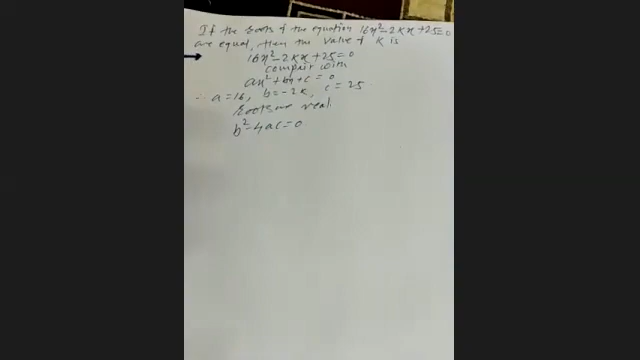 If the roots of the equation 16x²-2Kx+25=0
are equal, then the value of K is
16x²-2Kx+25=0
compair with
ax²+bx+c=0
∴ a=16, b=-2K, c=25
roots are real
b²-4ac=0